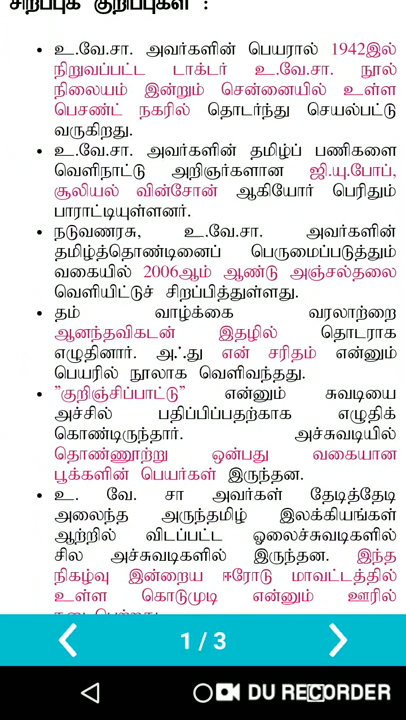 சிறப்புக் குறிப்புகள் :
உ.வே.சா. அவர்களின் பெயரால் 1942இல்
நிறுவப்பட்ட டாக்டர் உ.வே.சா. நூல்
நிலையம் இன்றும் சென்னையில் உள்ள
பெசண்ட் நகரில் தொடர்ந்து செயல்பட்டு
வருகிறது.
உ.வே.சா. அவர்களின் தமிழ்ப் பணிகளை
வெளிநாட்டு அறிஞர்களான ஜி.யு.போப்,
சூலியல் வின்சோன் ஆகியோர் பெரிதும்
பாராட்டியுள்ளனர்.
நடுவணரசு, உ.வே.சா. அவர்களின்
தமிழ்த்தொண்டினைப் பெருமைப்படுத்தும்
வகையில் 2006ஆம் ஆண்டு அஞ்சல்தலை
வெளியிட்டுச் சிறப்பித்துள்ளது.
தம் வாழ்க்கை வரலாற்றை
ஆனந்தவிகடன் இதழில் தொடராக
எழுதினார். அஃது என் சரிதம் என்னும்
பெயரில் நூலாக வெளிவந்தது.
"குறிஞ்சிப்பாட்டு" என்னும் சுவடியை
அச்சில் பதிப்பிப்பதற்காக எழுதிக்
கொண்டிருந்தார். அச்சுவடியில்
தொண்ணூற்று ஒன்பது வகையான
பூக்களின் பெயர்கள் இருந்தன.
உ. வே. சா அவர்கள் தேடித்தேடி
அலைந்த அருந்தமிழ் இலக்கியங்கள்
ஆற்றில் விடப்பட்ட ஓலைச்சுவடிகளில்
சில அச்சுவடிகளில் இருந்தன. இந்த
நிகழ்வு இன்றைய ஈரோடு மாவட்டத்தில்
உள்ள கொடுமுடி என்னும் ஊரில்
1 / 3
DU RECORDER